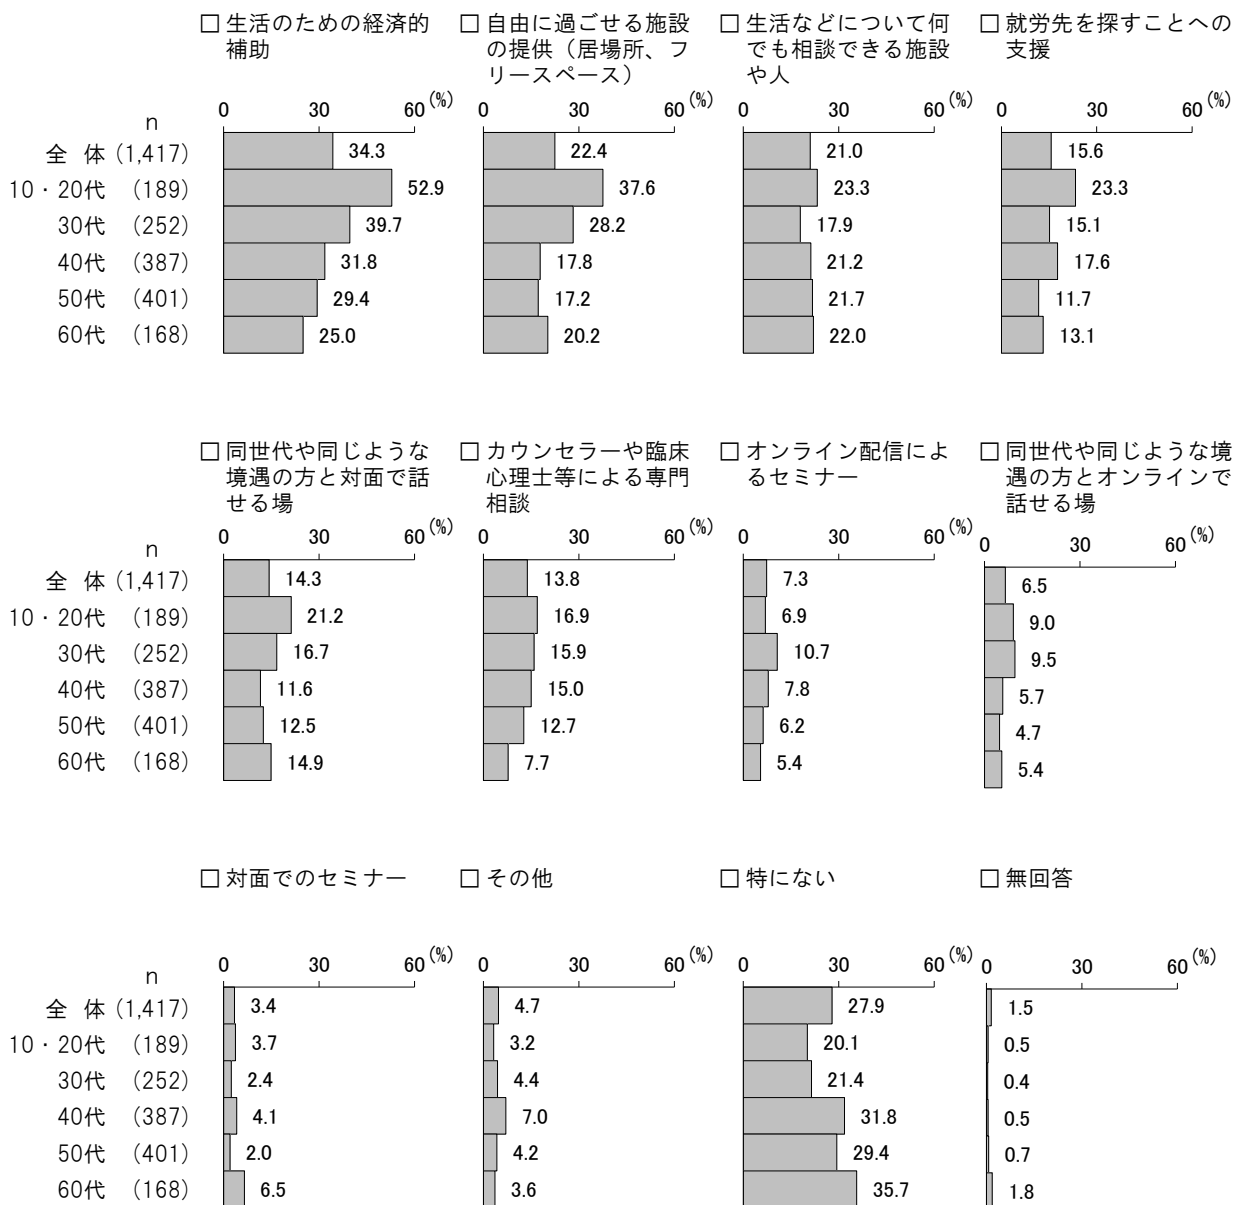 □ 生活のための経済的
補助
□ 自由に過ごせる施設
の提供（居場所、フ
リースペース）
□ 生活などについて何
でも相談できる施設
や人
□ 就労先を探すことへの
支援
0 30 60 (%) 0 30 60 (%) 0 30 60 (%) 0 30 60 (%)
n
全 体 (1,417) 34.3 22.4 21.0 15.6
10・20代 (189) 52.9 37.6 23.3 23.3
30代 (252) 39.7 28.2 17.9 15.1
40代 (387) 31.8 17.8 21.2 17.6
50代 (401) 29.4 17.2 21.7 11.7
60代 (168) 25.0 20.2 22.0 13.1
□ 同世代や同じような
境遇の方と対面で話
せる場
□ カウンセラーや臨床
心理士等による専門
相談
□ オンライン配信によ
るセミナー
□ 同世代や同じような境
遇の方とオンラインで
話せる場
0 30 60 (%) 0 30 60 (%) 0 30 60 (%) 0 30 60 (%)
n
全 体 (1,417) 14.3 13.8 7.3 6.5
10・20代 (189) 21.2 16.9 6.9 9.0
30代 (252) 16.7 15.9 10.7 9.5
40代 (387) 11.6 15.0 7.8 5.7
50代 (401) 12.5 12.7 6.2 4.7
60代 (168) 14.9 7.7 5.4 5.4
□ 対面でのセミナー
□ その他
□ 特にない
□ 無回答
0 30 60 (%) 0 30 60 (%) 0 30 60 (%) 0 30 60 (%)
n
全 体 (1,417) 3.4 4.7 27.9 1.5
10・20代 (189) 3.7 3.2 20.1 0.5
30代 (252) 2.4 4.4 21.4 0.4
40代 (387) 4.1 7.0 31.8 0.5
50代 (401) 2.0 4.2 29.4 0.7
60代 (168) 6.5 3.6 35.7 1.8